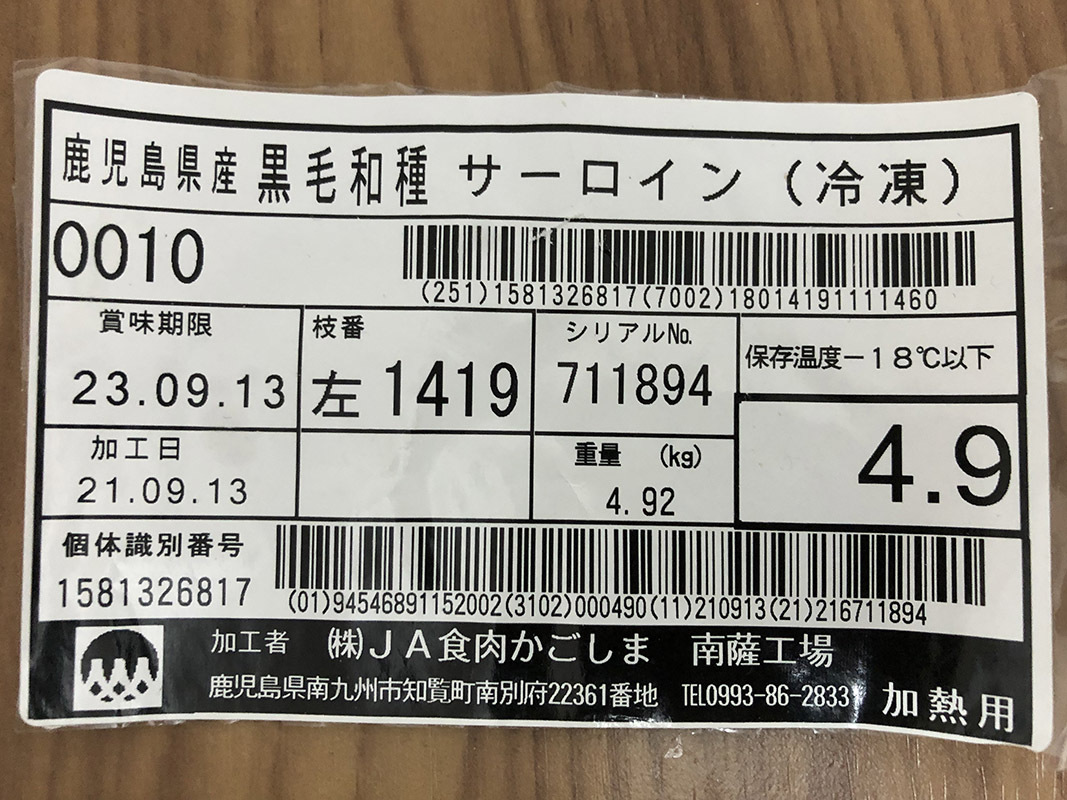 鹿児島県産 黒毛和種 サーロイン（冷凍）
0010
(251)1581326817(7002)18014191111460
賞味期限
23.09.13
枝番
左 1419
シリアルNo.
711894
保存温度－18℃以下
加工日
21.09.13
重量 (kg)
4.92
4.9
個体識別番号
1581326817
(01)94546891152002(3102)000490(11)210913(21)216711894
加工者 ㈱ＪＡ食肉かごしま 南薩工場
鹿児島県南九州市知覧町南別府22361番地 TEL0993-86-2833
加熱用